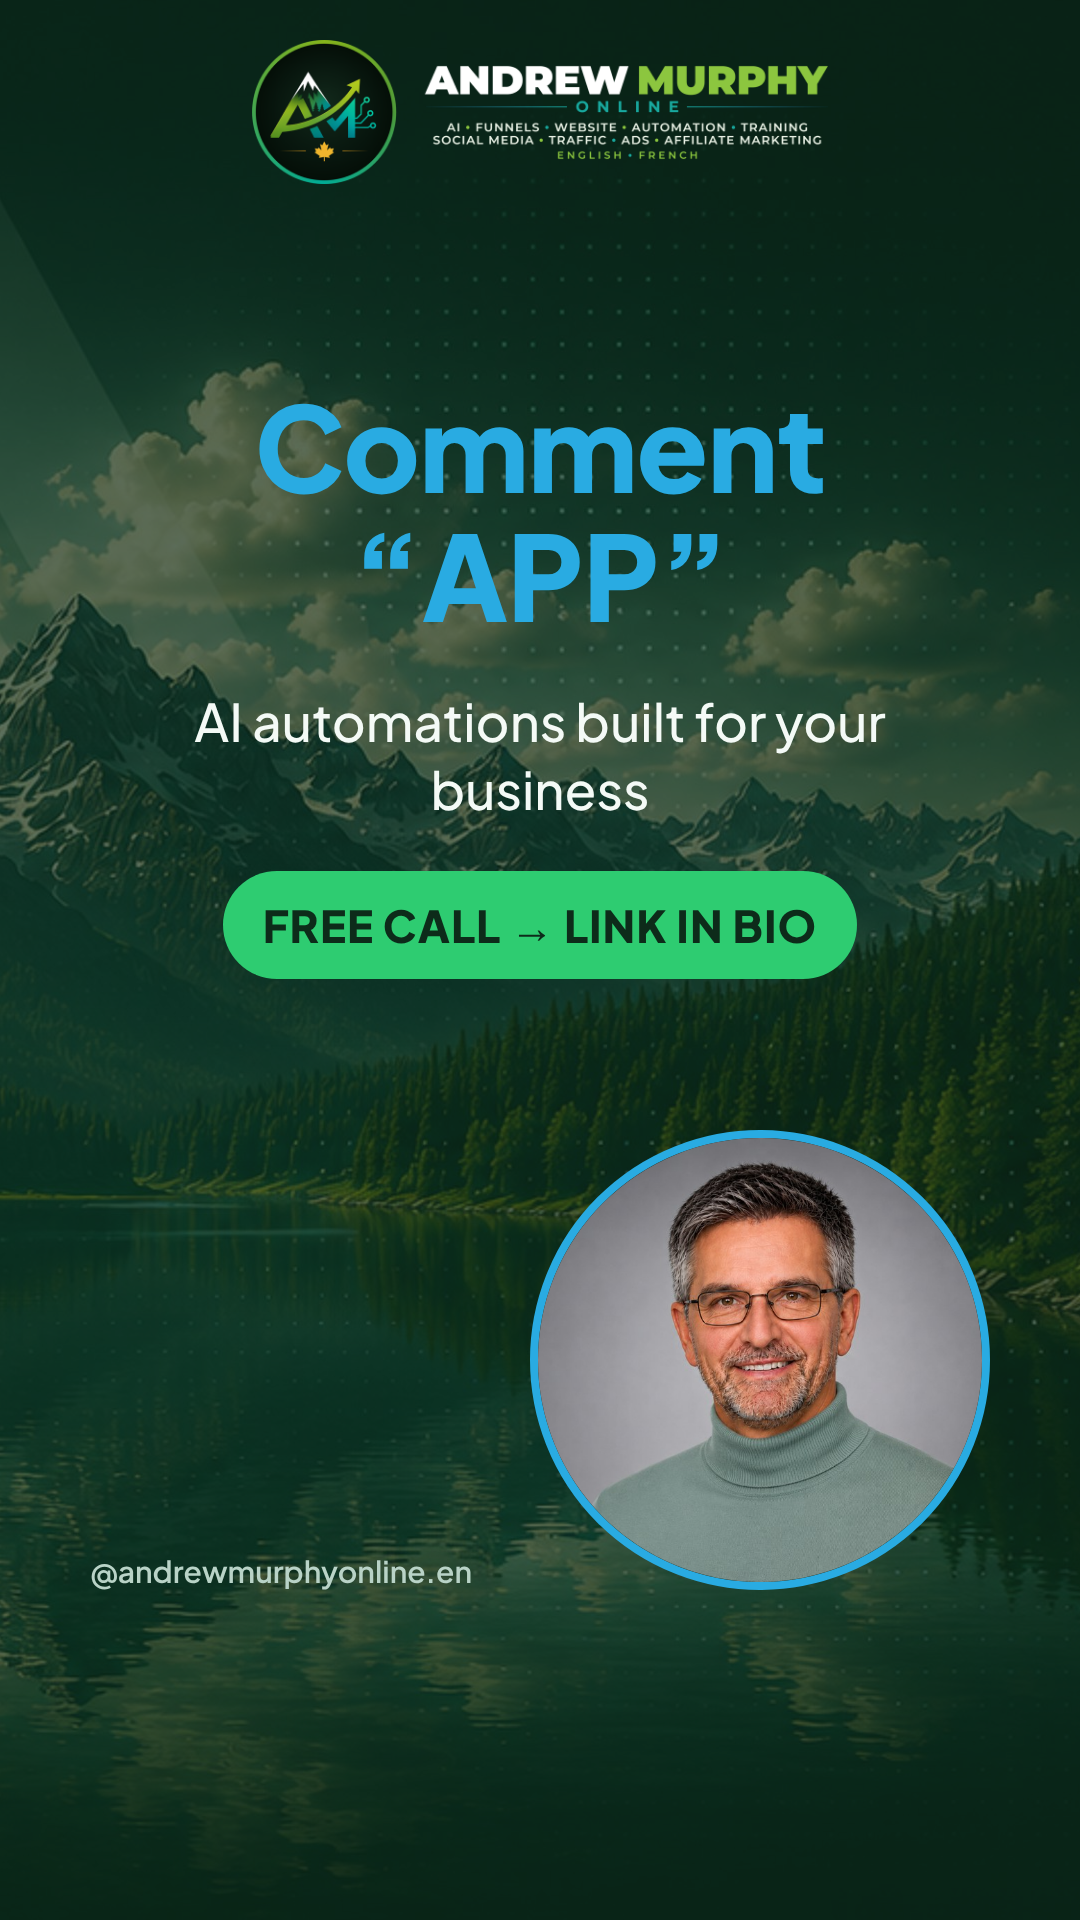 ANDREW MURPHY
ONLINE
AI • FUNNELS • WEBSITE • AUTOMATION • TRAINING
SOCIAL MEDIA • TRAFFIC • ADS • AFFILIATE MARKETING
ENGLISH • FRENCH
AM
Comment
“APP”
AI automations built for your
business
FREE CALL → LINK IN BIO
@andrewmurphyonline.en